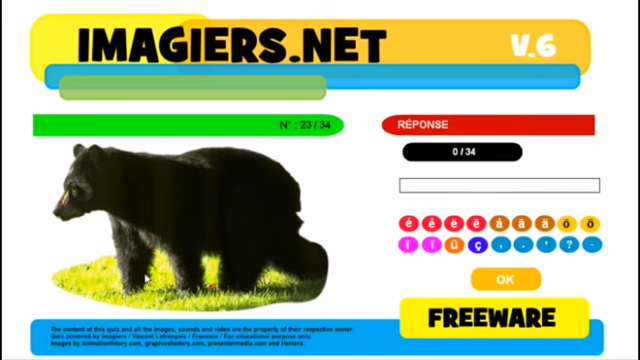 IMAGIERS.NET
V.6
N° : 23 / 34
RÉPONSE
0 / 34
é è ë ê à â ä ô ö
ï î û ç , - ' ? ~
OK
FREEWARE
The content of this quiz and all the images, sounds and video are the property of their respective owner.
Quiz powered by Imagiers / Vincent Lefrançois / Freeware / For educational purpose only.
Images by Animationfntory.com, graphicsfactory.com, presentermedia.com and Hemera.